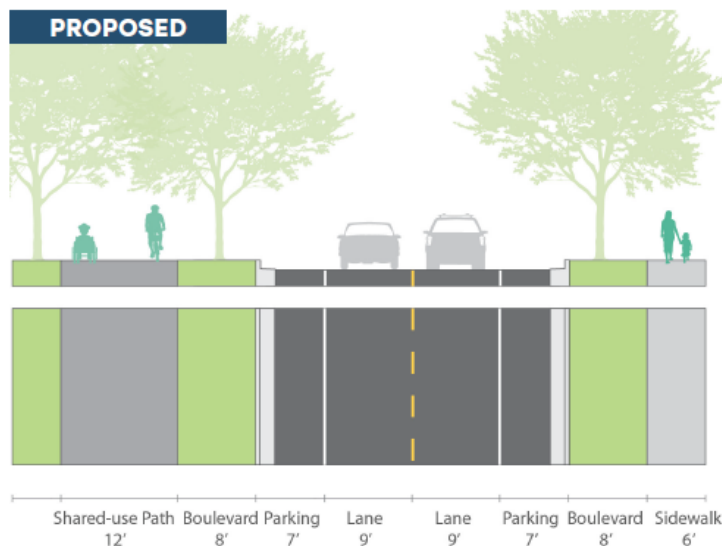 PROPOSED
Shared-use Path Boulevard Parking Lane Lane Parking Boulevard Sidewalk
12' 8' 7' 9' 9' 7' 8' 6'